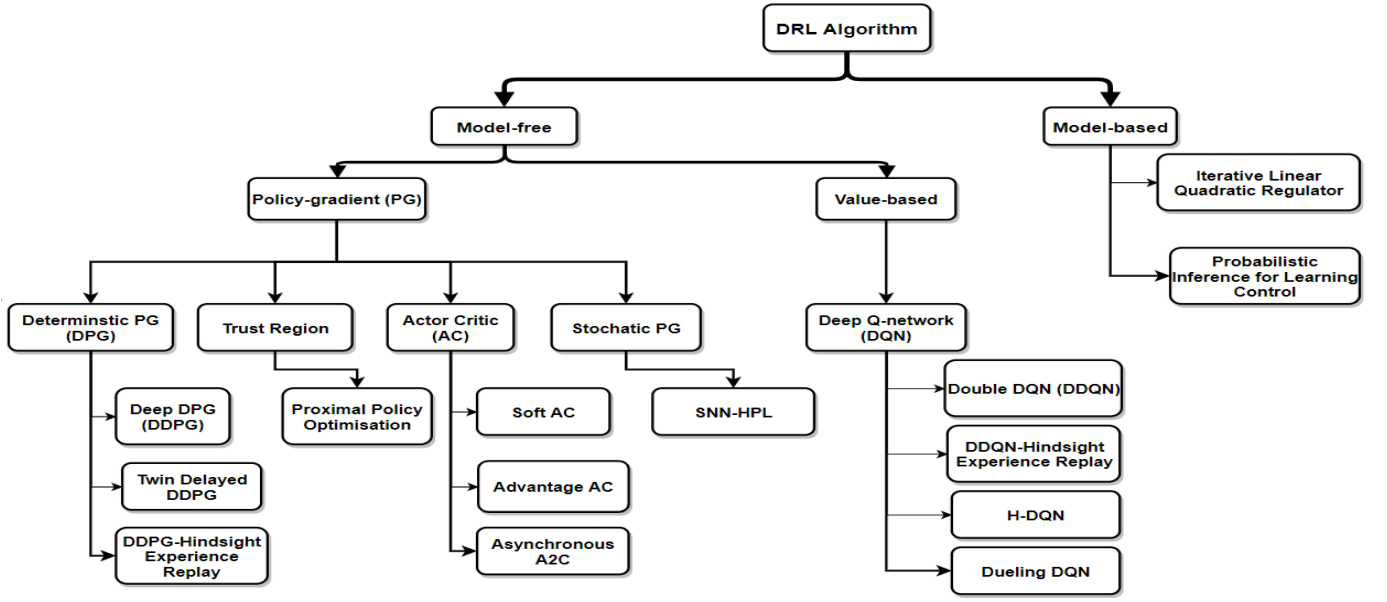 DRL Algorithm
Model-free
Model-based
Iterative Linear
Quadratic Regulator
Policy-gradient (PG)
Value-based
Probabilistic
Inference for Learning
Control
Determinstic PG
(DPG)
Trust Region
Actor Critic
(AC)
Stochatic PG
Deep Q-network
(DQN)
Deep DPG
(DDPG)
Proximal Policy
Optimisation
Soft AC
SNN-HPL
Double DQN (DDQN)
Twin Delayed
DDPG
Advantage AC
DDQN-Hindsight
Experience Replay
DDPG-Hindsight
Experience
Replay
Asynchronous
A2C
H-DQN
Dueling DQN